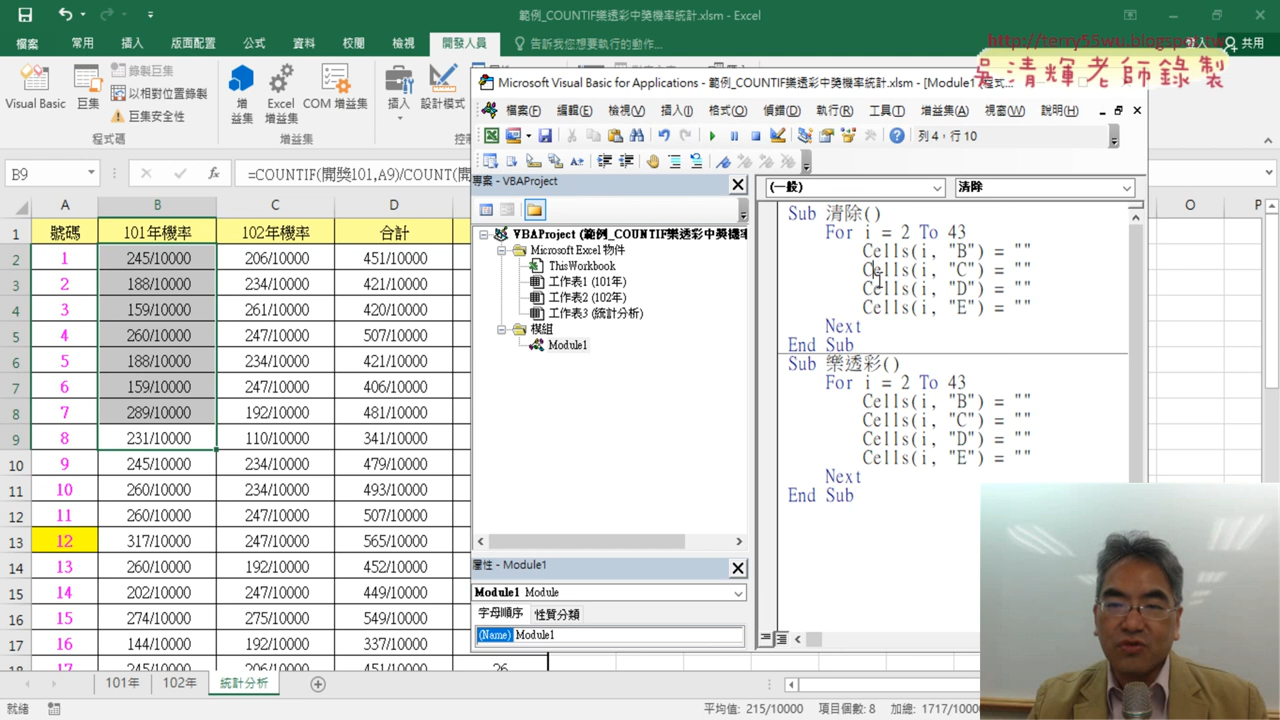 範例_COUNTIF樂透彩中獎機率統計.xlsm - Excel
檔案 常用 插入 版面配置 公式 資料 校閱 檢視 開發人員 告訴我您想要執行的動作... 登入 共用
http://terry55wu.blogspot.tw
吳清輝老師錄製
Visual Basic 巨集 錄製巨集 以相對位置錄製 巨集安全性
程式碼
增益集 Excel 增益集 COM 增益集
增益集
插入 設計模式
B9 =COUNTIF(開獎101,A9)/COUNT(開
A B C D O P
1 號碼 101年機率 102年機率 合計
2 1 245/10000 206/10000 451/10000
3 2 188/10000 234/10000 421/10000
4 3 159/10000 261/10000 420/10000
5 4 260/10000 247/10000 507/10000
6 5 188/10000 234/10000 421/10000
7 6 159/10000 247/10000 406/10000
8 7 289/10000 192/10000 481/10000
9 8 231/10000 110/10000 341/10000
10 9 245/10000 234/10000 479/10000
11 10 260/10000 234/10000 493/10000
12 11 260/10000 247/10000 507/10000
13 12 317/10000 247/10000 565/10000
14 13 260/10000 192/10000 452/10000
15 14 202/10000 247/10000 449/10000
16 15 274/10000 275/10000 549/10000
17 16 144/10000 192/10000 337/10000
18 17 245/10000 206/10000 451/10000 26
101年 102年 統計分析
就緒 平均值: 215/10000 項目個數: 8 加總: 1717/10000
Microsoft Visual Basic for Applications - 範例_COUNTIF樂透彩中獎機率統計.xlsm - [Module1 (程式碼
檔案(F) 編輯(E) 檢視(V) 插入(I) 格式(O) 偵錯(D) 執行(R) 工具(T) 增益集(A) 視窗(W) 說明(H)
列 4，行 10
專案 - VBAProject
VBAProject (範例_COUNTIF樂透彩中獎機率
Microsoft Excel 物件
ThisWorkbook
工作表1 (101年)
工作表2 (102年)
工作表3 (統計分析)
模組
Module1
屬性 - Module1
Module1 Module
字母順序 性質分類
(Name) Module1
(一般) 清除
Sub 清除()
For i = 2 To 43
Cells(i, "B") = ""
Cells(i, "C") = ""
Cells(i, "D") = ""
Cells(i, "E") = ""
Next
End Sub
Sub 樂透彩()
For i = 2 To 43
Cells(i, "B") = ""
Cells(i, "C") = ""
Cells(i, "D") = ""
Cells(i, "E") = ""
Next
End Sub